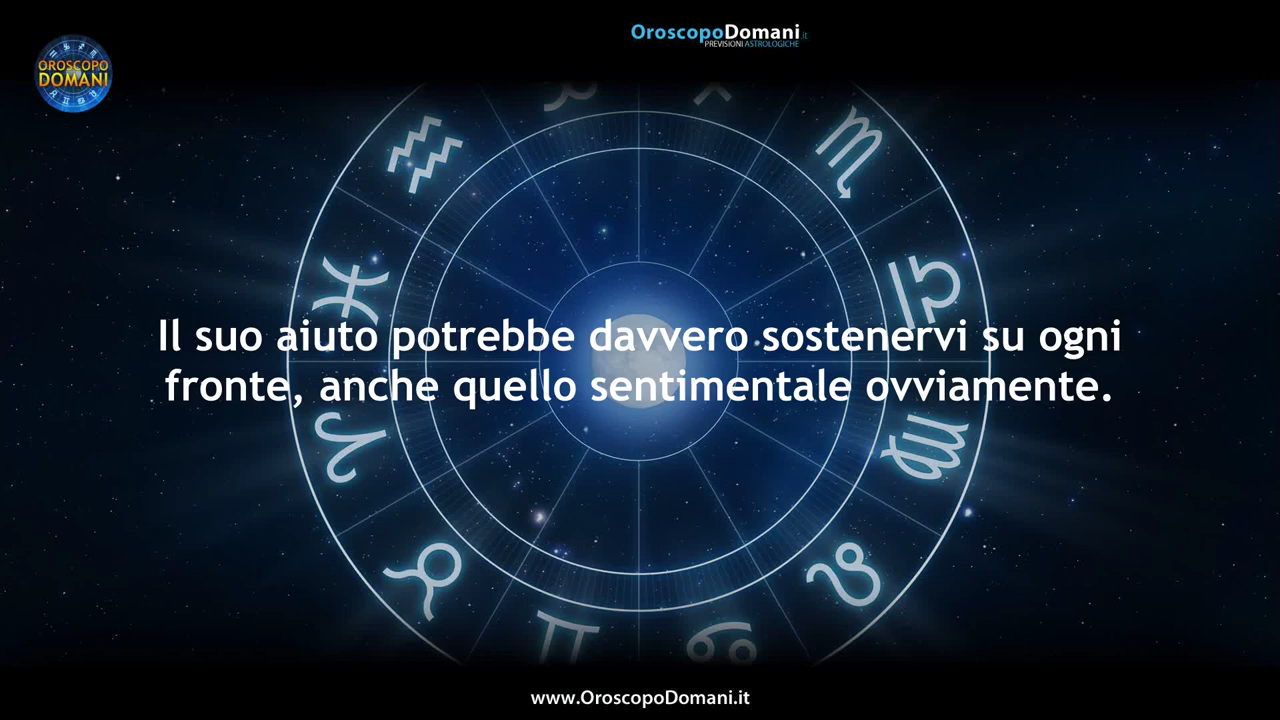 OroscopoDomani.it
PREVISIONI ASTROLOGICHE
OROSCOPO
DOMANI
Il suo aiuto potrebbe davvero sostenervi su ogni
fronte, anche quello sentimentale ovviamente.
www.OroscopoDomani.it